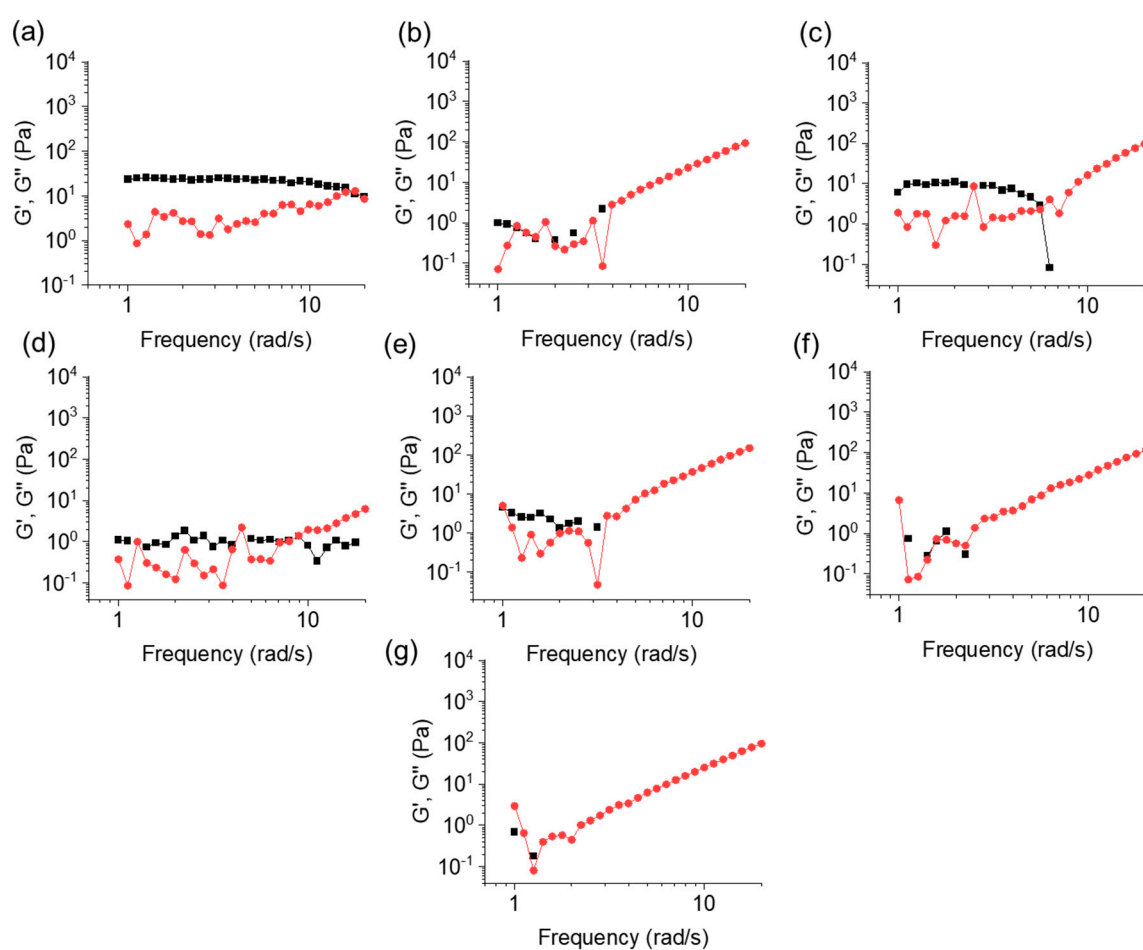 (a)
(b)
(c)
G', G" (Pa)
10⁴
10³
10²
10¹
10⁰
10⁻¹
1
10
Frequency (rad/s)
G', G" (Pa)
10⁴
10³
10²
10¹
10⁰
10⁻¹
1
10
Frequency (rad/s)
G', G" (Pa)
10⁴
10³
10²
10¹
10⁰
10⁻¹
1
10
Frequency (rad/s)
(d)
(e)
(f)
G', G" (Pa)
10⁴
10³
10²
10¹
10⁰
10⁻¹
1
10
Frequency (rad/s)
G', G" (Pa)
10⁴
10³
10²
10¹
10⁰
10⁻¹
1
10
Frequency (rad/s)
G', G" (Pa)
10⁴
10³
10²
10¹
10⁰
10⁻¹
1
10
Frequency (rad/s)
(g)
G', G" (Pa)
10⁴
10³
10²
10¹
10⁰
10⁻¹
1
10
Frequency (rad/s)